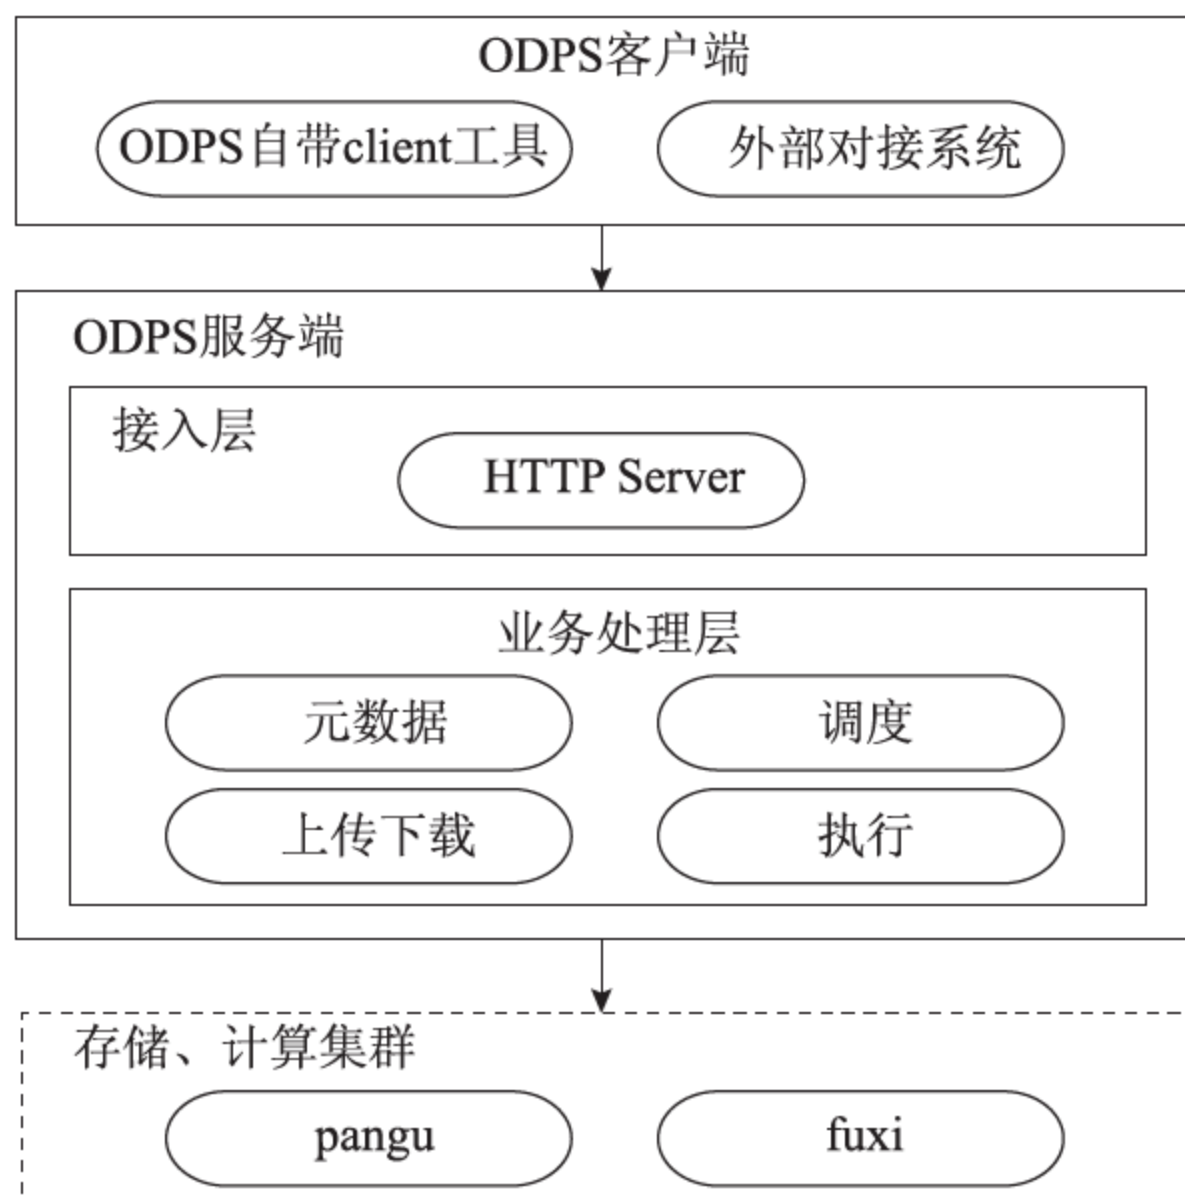 ODPS客户端
ODPS自带client工具
外部对接系统
ODPS服务端
接入层
HTTP Server
业务处理层
元数据
调度
上传下载
执行
存储、计算集群
pangu
fuxi